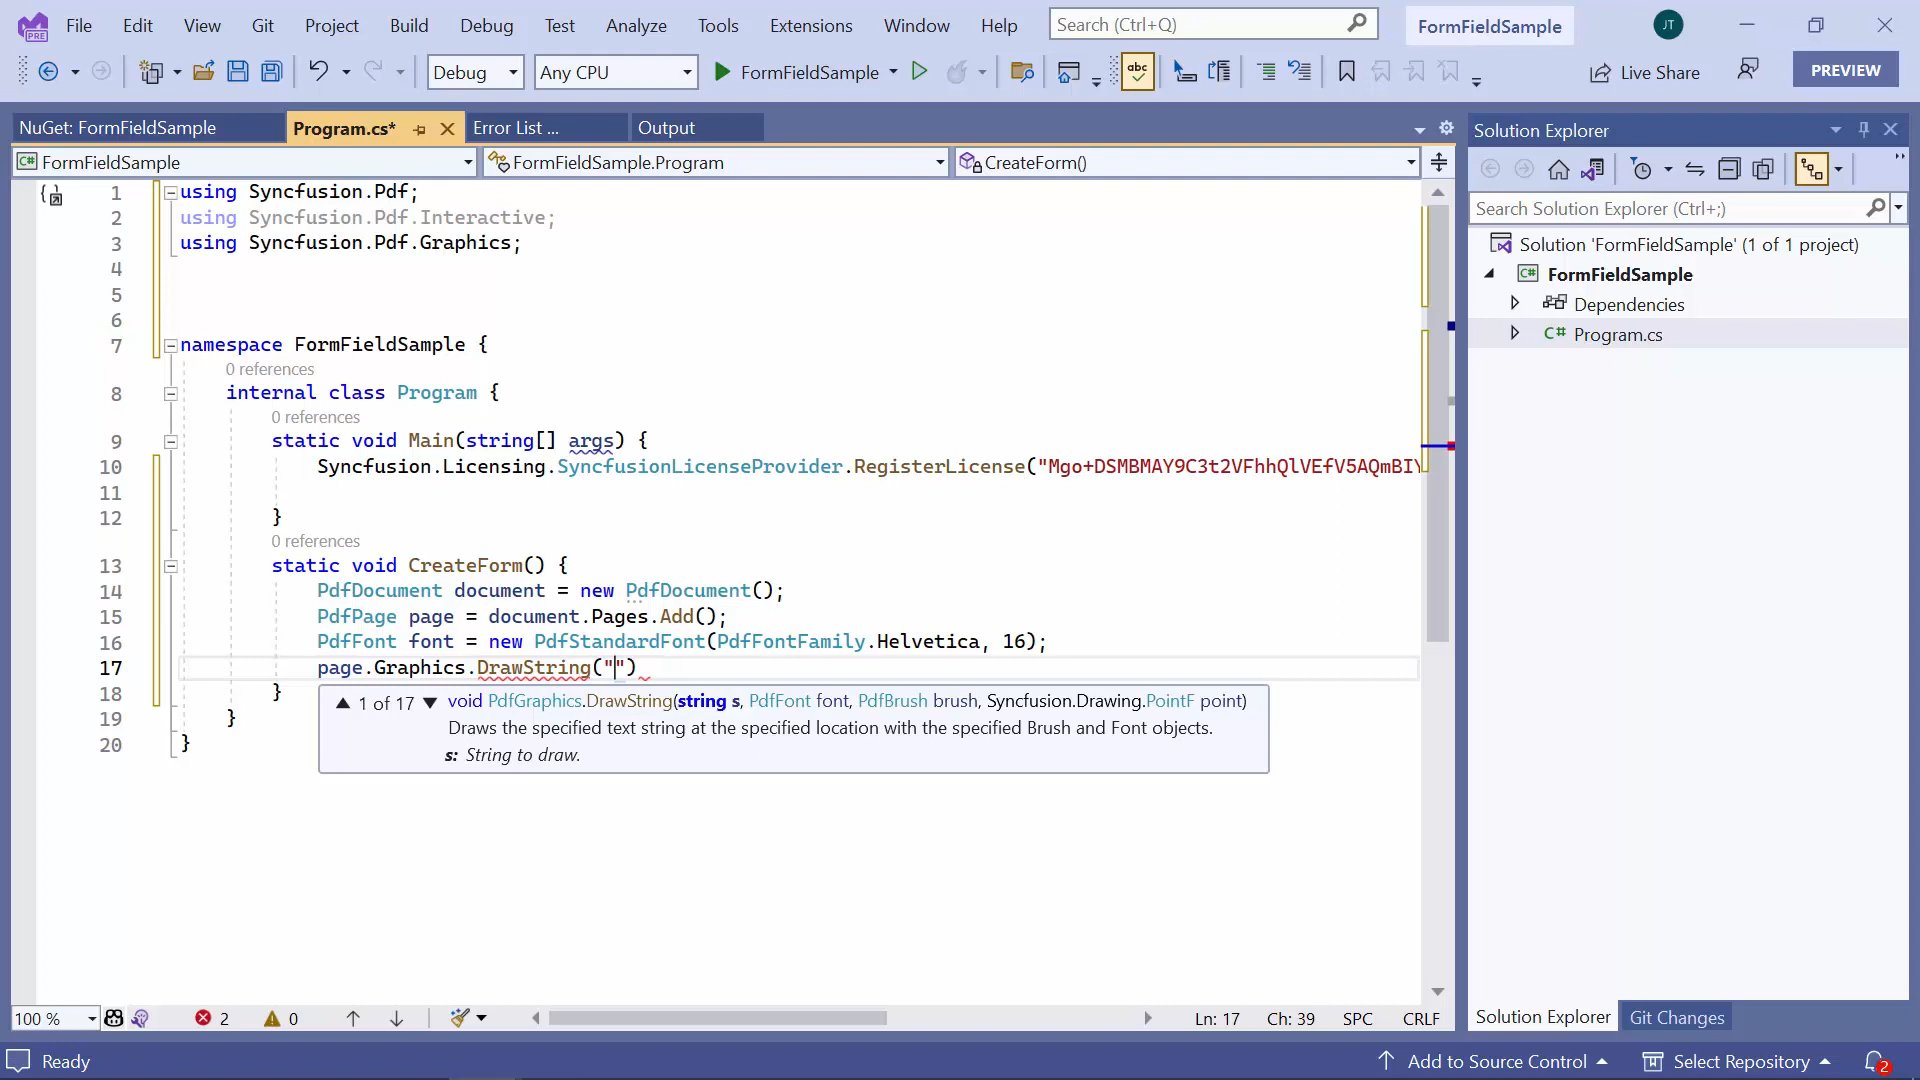 PRE File Edit View Git Project Build Debug Test Analyze Tools Extensions Window Help Search (Ctrl+Q) FormFieldSample JT
Debug Any CPU FormFieldSample abc Live Share PREVIEW
NuGet: FormFieldSample Program.cs* Error List ... Output Solution Explorer
C# FormFieldSample FormFieldSample.Program CreateForm()
Search Solution Explorer (Ctrl+;)
Solution 'FormFieldSample' (1 of 1 project)
C# FormFieldSample
Dependencies
C# Program.cs
1 using Syncfusion.Pdf;
2 using Syncfusion.Pdf.Interactive;
3 using Syncfusion.Pdf.Graphics;
4
5
6
7 namespace FormFieldSample {
0 references
8 internal class Program {
0 references
9 static void Main(string[] args) {
10 Syncfusion.Licensing.SyncfusionLicenseProvider.RegisterLicense("Mgo+DSMBMAY9C3t2VFhhQlVEfV5AQmBIY
11
12 }
0 references
13 static void CreateForm() {
14 PdfDocument document = new PdfDocument();
15 PdfPage page = document.Pages.Add();
16 PdfFont font = new PdfStandardFont(PdfFontFamily.Helvetica, 16);
17 page.Graphics.DrawString("")
18 }
19 }
20 }
▲ 1 of 17 ▼ void PdfGraphics.DrawString(string s, PdfFont font, PdfBrush brush, Syncfusion.Drawing.PointF point)
Draws the specified text string at the specified location with the specified Brush and Font objects.
s: String to draw.
100 % 2 0 Ln: 17 Ch: 39 SPC CRLF
Solution Explorer Git Changes
Ready Add to Source Control Select Repository 2